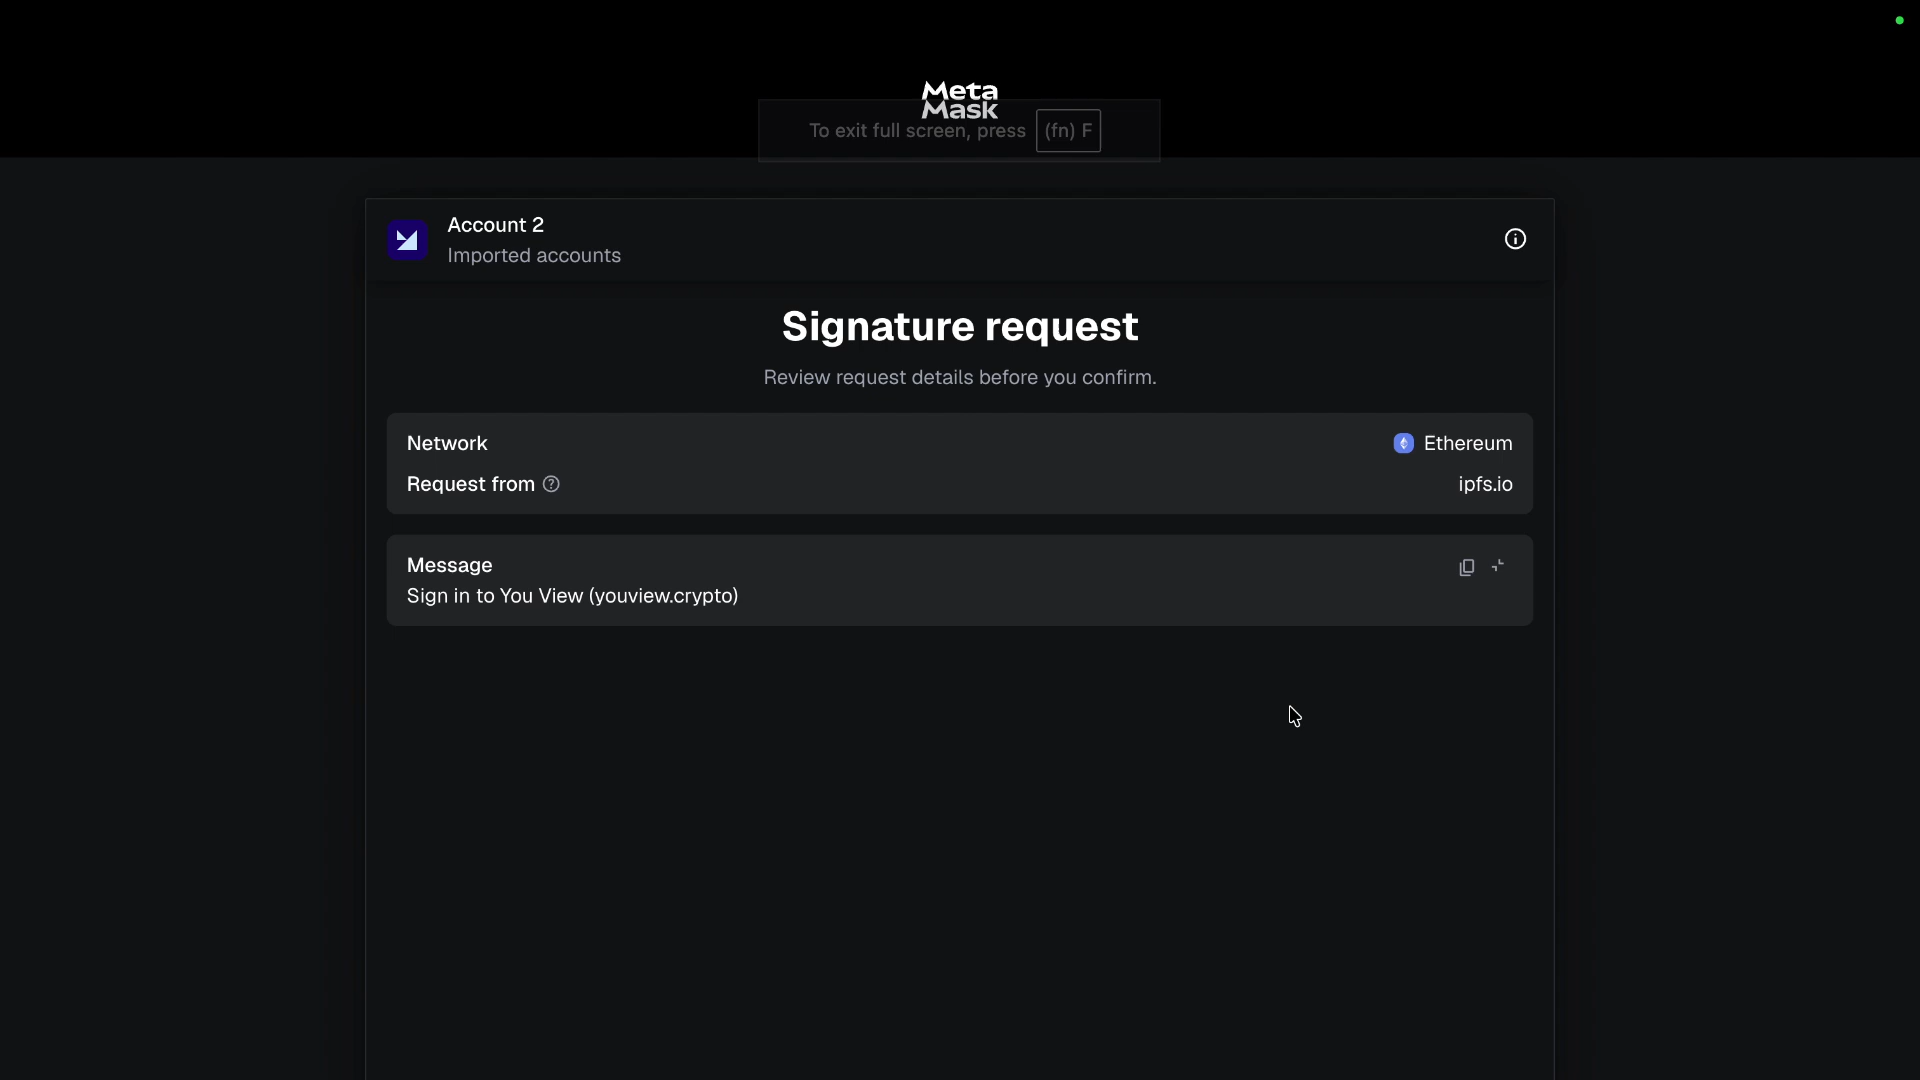 Meta
Mask
To exit full screen, press (fn) F
Account 2
Imported accounts
Signature request
Review request details before you confirm.
Network
Ethereum
Request from
ipfs.io
Message
Sign in to You View (youview.crypto)